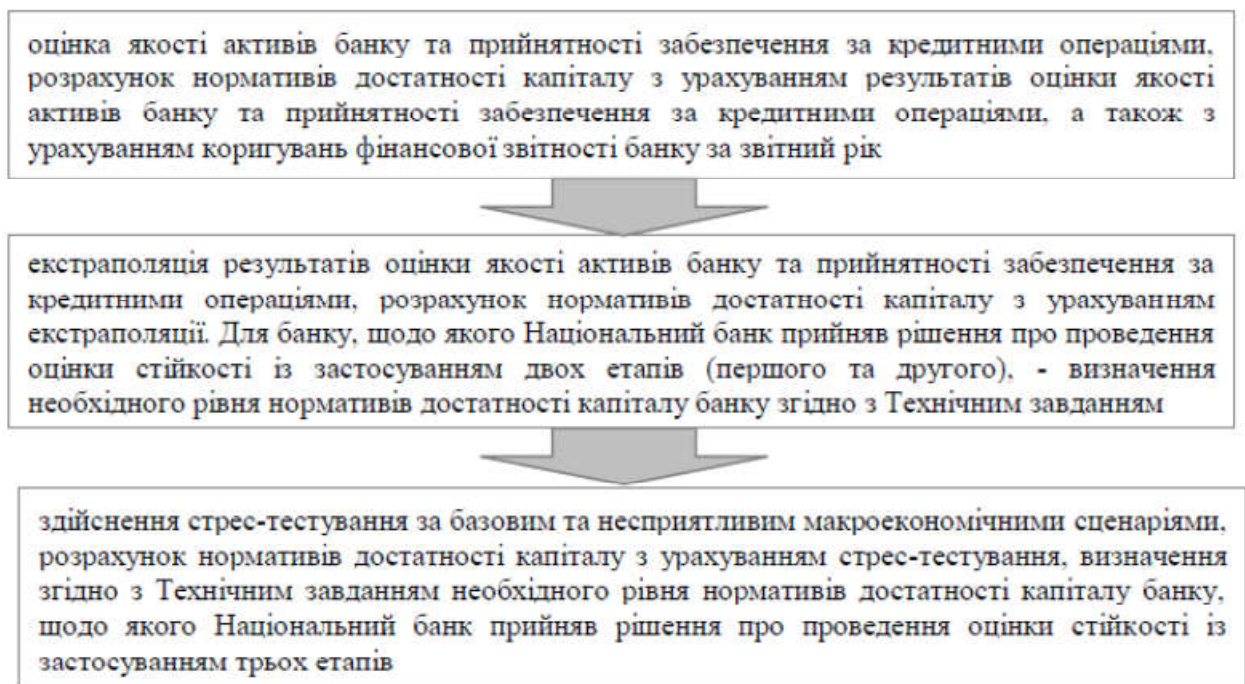 оцінка якості активів банку та прийнятності забезпечення за кредитними операціями,
розрахунок нормативів достатності капіталу з урахуванням результатів оцінки якості
активів банку та прийнятності забезпечення за кредитними операціями, а також з
урахуванням коригувань фінансової звітності банку за звітний рік
екстраполяція результатів оцінки якості активів банку та прийнятності забезпечення за
кредитними операціями, розрахунок нормативів достатності капіталу з урахуванням
екстраполяції. Для банку, щодо якого Національний банк прийняв рішення про проведення
оцінки стійкості із застосуванням двох етапів (першого та другого), - визначення
необхідного рівня нормативів достатності капіталу банку згідно з Технічним завданням
здійснення стрес-тестування за базовим та несприятливим макроекономічними сценаріями,
розрахунок нормативів достатності капіталу з урахуванням стрес-тестування, визначення
згідно з Технічним завданням необхідного рівня нормативів достатності капіталу банку,
щодо якого Національний банк прийняв рішення про проведення оцінки стійкості із
застосуванням трьох етапів